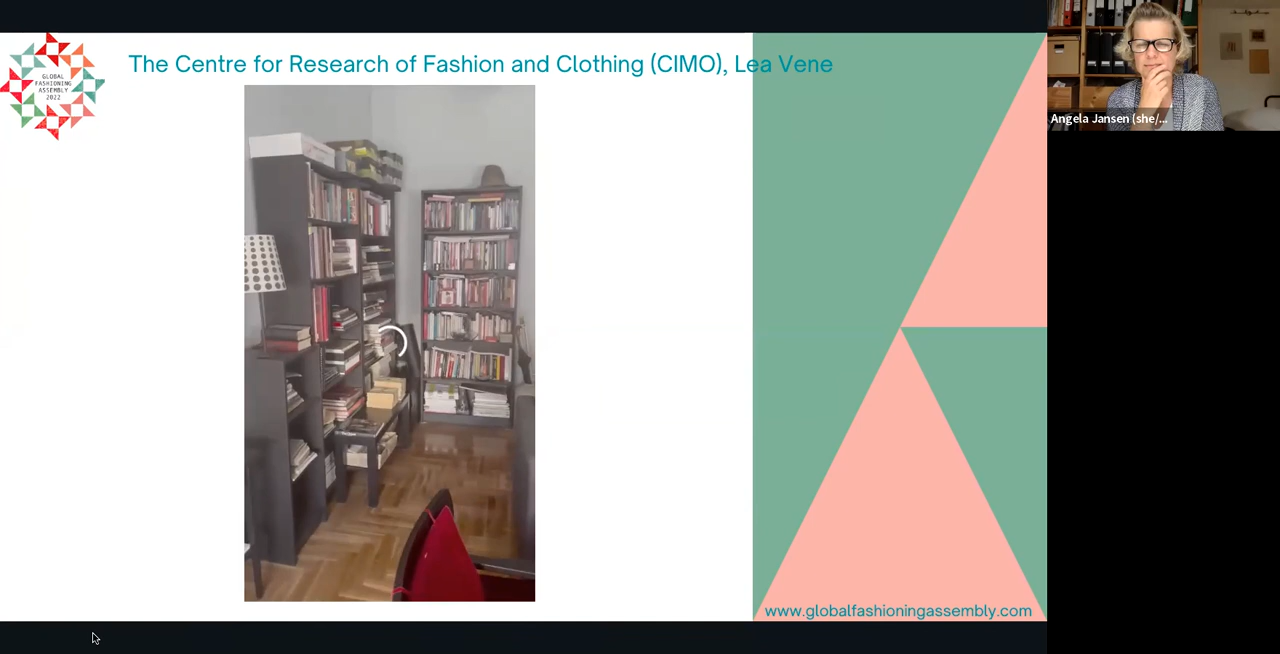 The Centre for Research of Fashion and Clothing (CIMO), Lea Vene
GLOBAL
FASHIONING
ASSEMBLY
2022
Angela Jansen (she/...
www.globalfashioningassembly.com